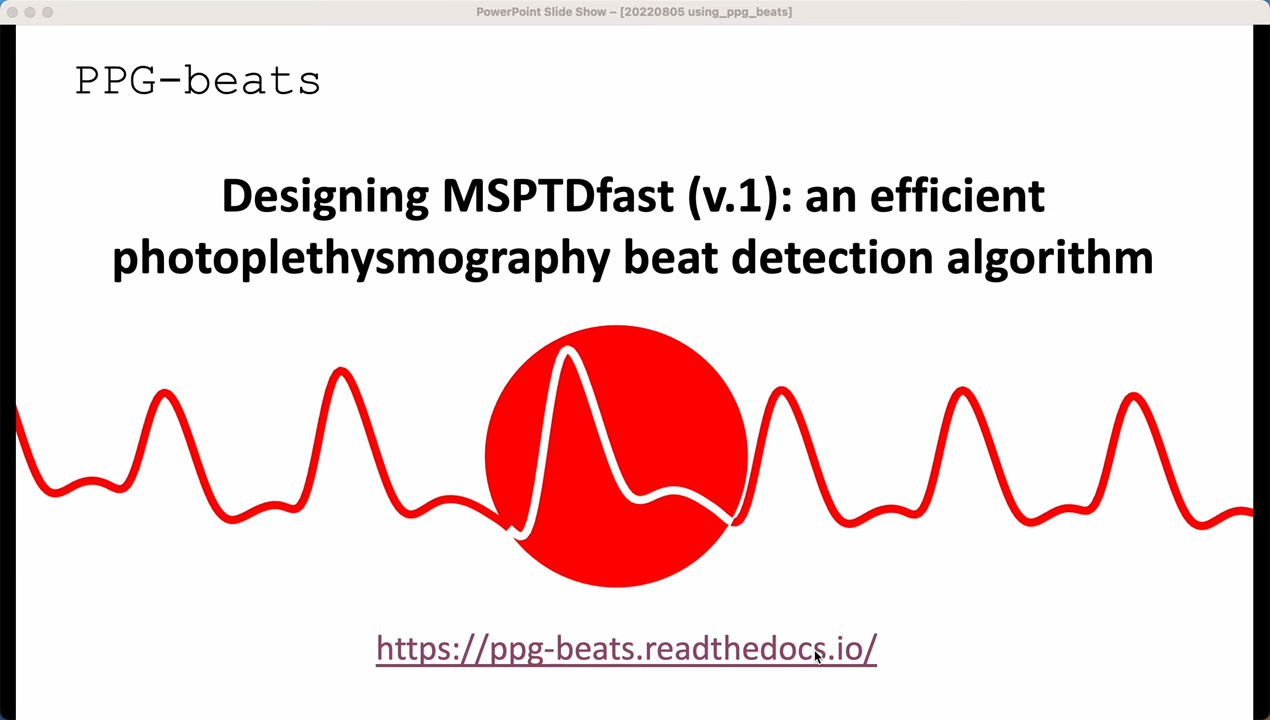 PowerPoint Slide Show – [20220805 using_ppg_beats]
PPG-beats
Designing MSPTDfast (v.1): an efficient
photoplethysmography beat detection algorithm
https://ppg-beats.readthedocs.io/